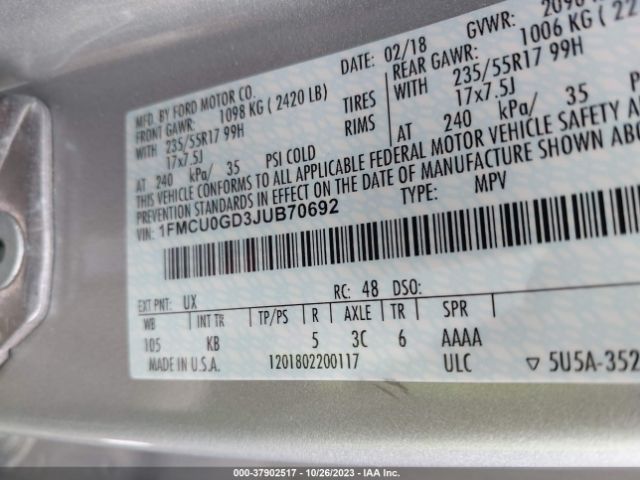 MFD. BY FORD MOTOR CO. DATE: 02/18 GVWR:
FRONT GAWR: 1098 KG ( 2420 LB) REAR GAWR: 1006 KG
WITH 235/55R17 99H TIRES WITH 235/55R17 99H
17x7.5J RIMS 17x7.5J
AT 240 kPa/ 35 PSI COLD AT 240 kPa/ 35
THIS VEHICLE CONFORMS TO ALL APPLICABLE FEDERAL MOTOR VEHICLE SAFETY
PREVENTION STANDARDS IN EFFECT ON THE DATE OF MANUFACTURE SHOWN
VIN: 1FMCU0GD3JUB70692 TYPE: MPV
EXT PNT: UX RC: 48 DSO:
WB INT TR TP/PS R AXLE TR SPR
105 KB 5 3C 6 AAAA
MADE IN U.S.A. 1201802200117 ULC ▽ 5U5A-352
000-37902517 | 10/26/2023 | IAA Inc.